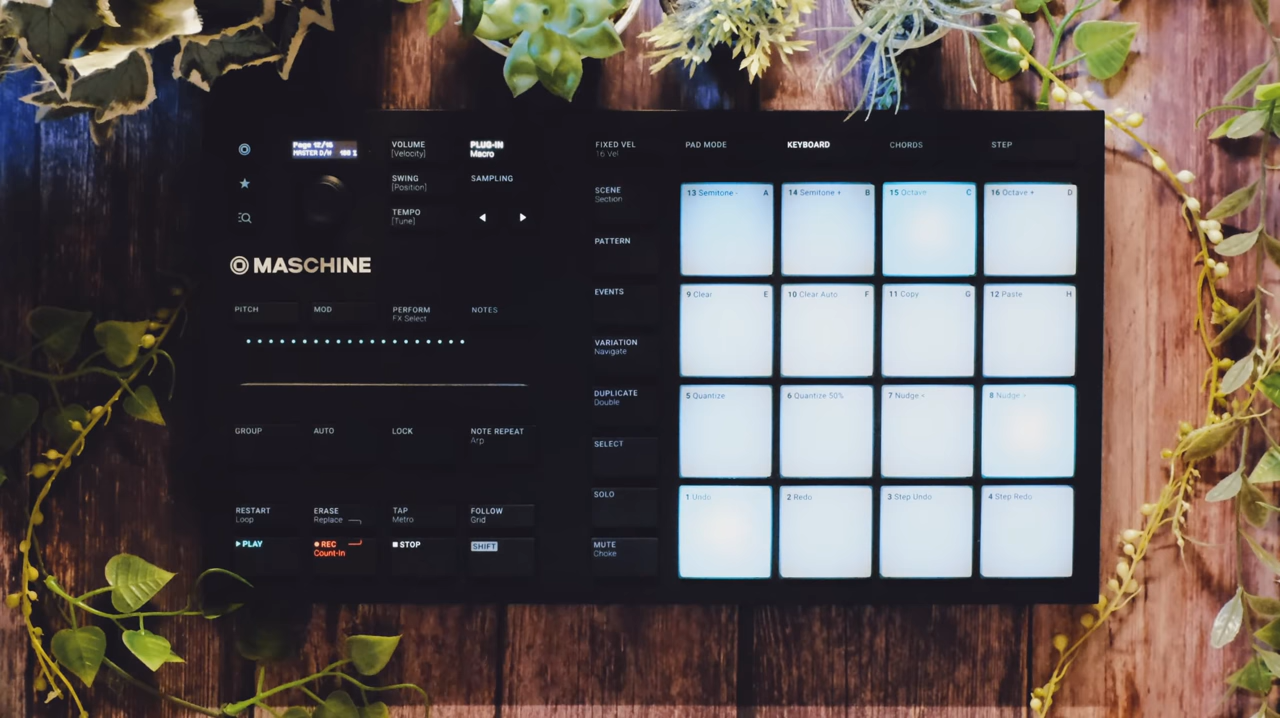 Page 12/15
MASTER D/W 100 %
VOLUME
[Velocity]
PLUG-IN
Macro
SWING
[Position]
SAMPLING
TEMPO
[Tune]
MASCHINE
PITCH
MOD
PERFORM
FX Select
NOTES
GROUP
AUTO
LOCK
NOTE REPEAT
Arp
RESTART
Loop
ERASE
Replace
TAP
Metro
FOLLOW
Grid
PLAY
REC
Count-in
STOP
SHIFT
FIXED VEL
16 Vel
PAD MODE
KEYBOARD
CHORDS
STEP
SCENE
Section
PATTERN
EVENTS
VARIATION
Navigate
DUPLICATE
Double
SELECT
SOLO
MUTE
Choke
13 Semitone - A
14 Semitone + B
15 Octave - C
16 Octave + D
9 Clear E
10 Clear Auto F
11 Copy G
12 Paste H
5 Quantize
6 Quantize 50%
7 Nudge <
8 Nudge >
1 Undo
2 Redo
3 Step Undo
4 Step Redo